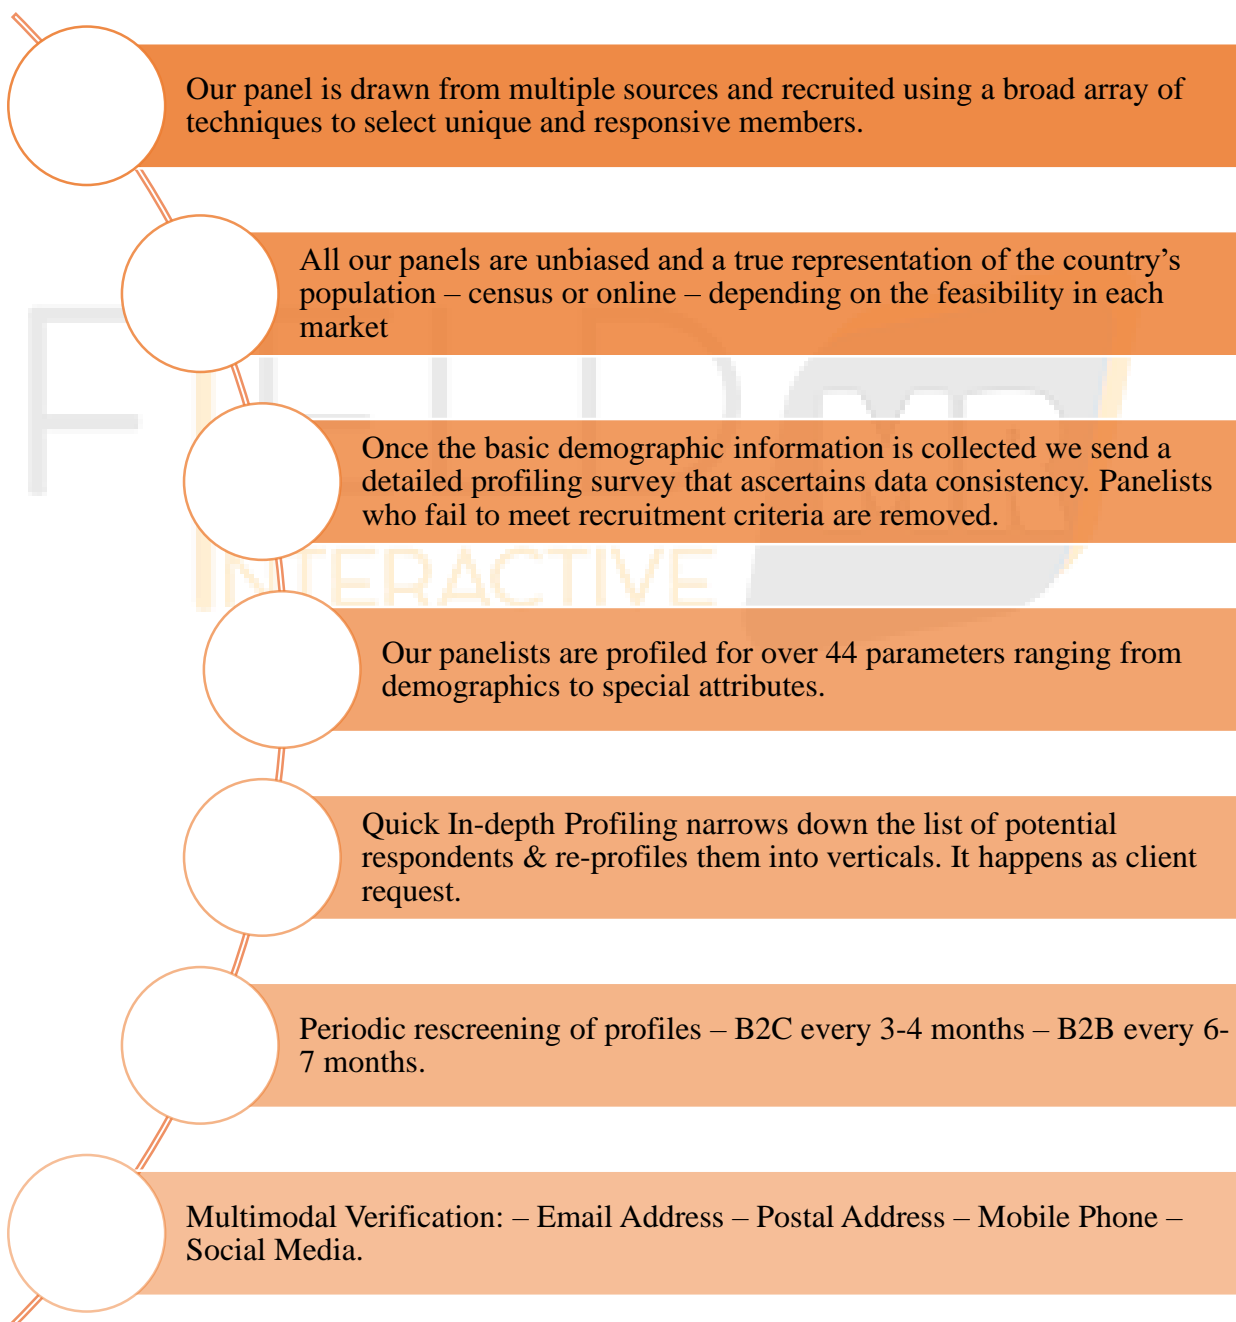 Our panel is drawn from multiple sources and recruited using a broad array of
techniques to select unique and responsive members.
All our panels are unbiased and a true representation of the country's
population – census or online – depending on the feasibility in each
market
Once the basic demographic information is collected we send a
detailed profiling survey that ascertains data consistency. Panelists
who fail to meet recruitment criteria are removed.
FIELD
MR
INTERACTIVE
Our panelists are profiled for over 44 parameters ranging from
demographics to special attributes.
Quick In-depth Profiling narrows down the list of potential
respondents & re-profiles them into verticals. It happens as client
request.
Periodic rescreening of profiles – B2C every 3-4 months – B2B every 6-
7 months.
Multimodal Verification: – Email Address – Postal Address – Mobile Phone –
Social Media.